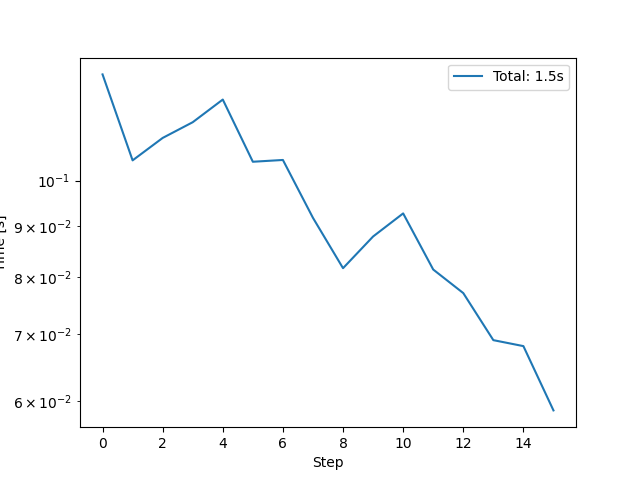 Total: 1.5s
10⁻¹
9 × 10⁻²
8 × 10⁻²
7 × 10⁻²
6 × 10⁻²
Time [s]
0 2 4 6 8 10 12 14
Step